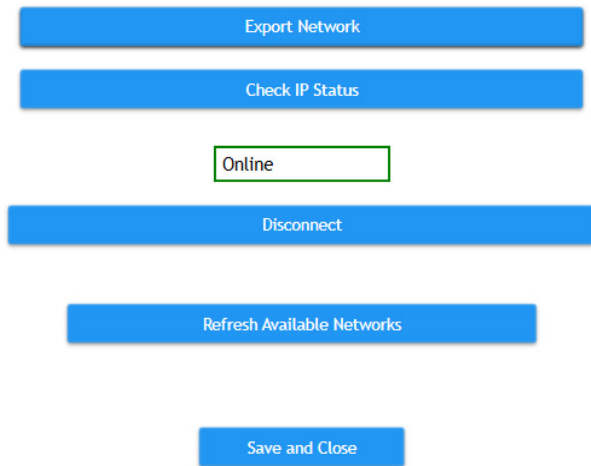 Export Network
Check IP Status
Online
Disconnect
Refresh Available Networks
Save and Close